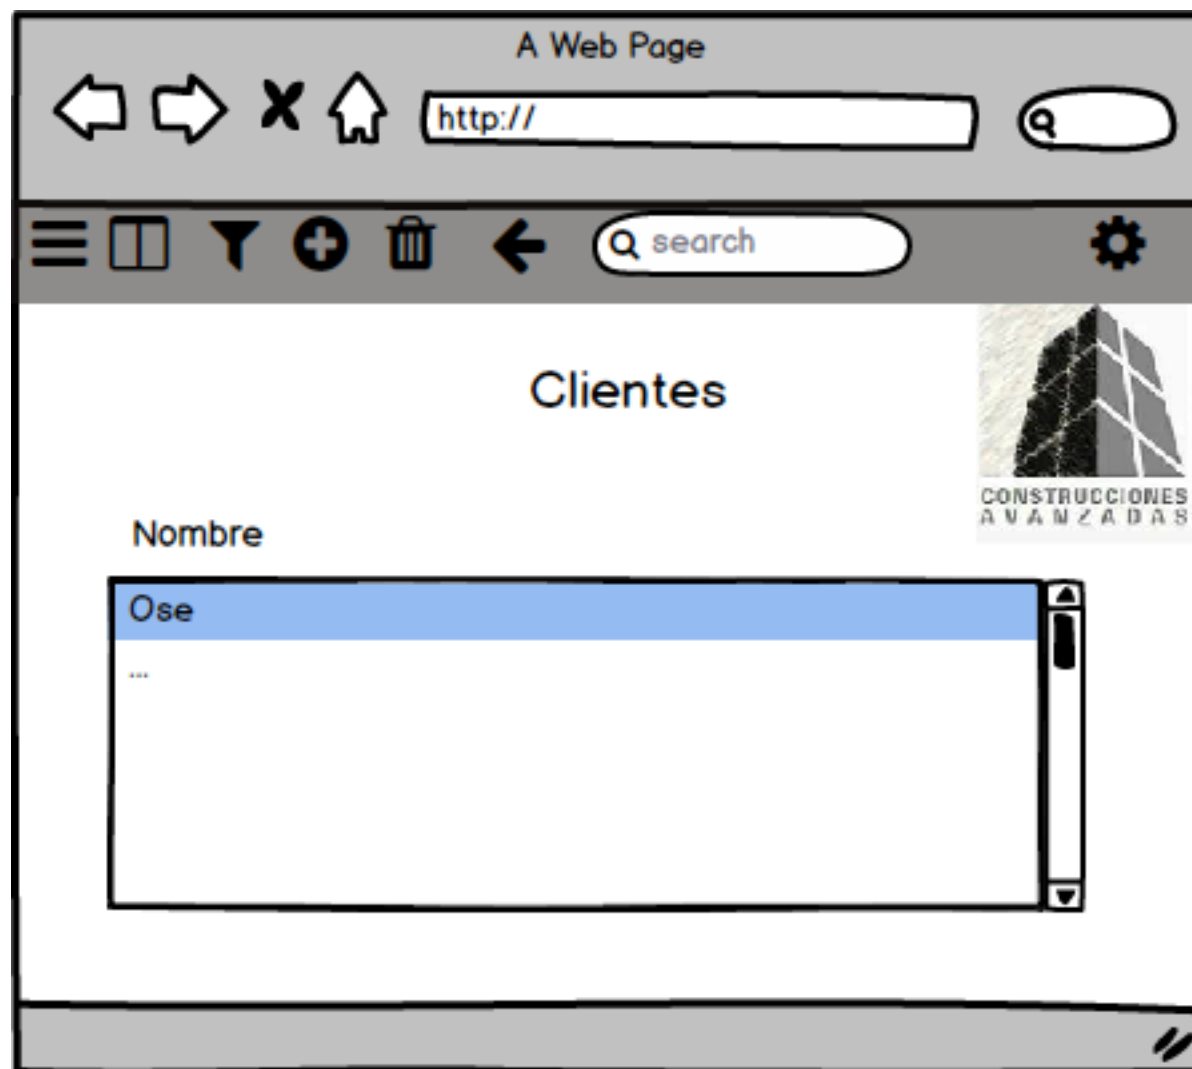 A Web Page
http://
search
Clientes
CONSTRUCCIONES
AVANZADAS
Nombre
Ose
...